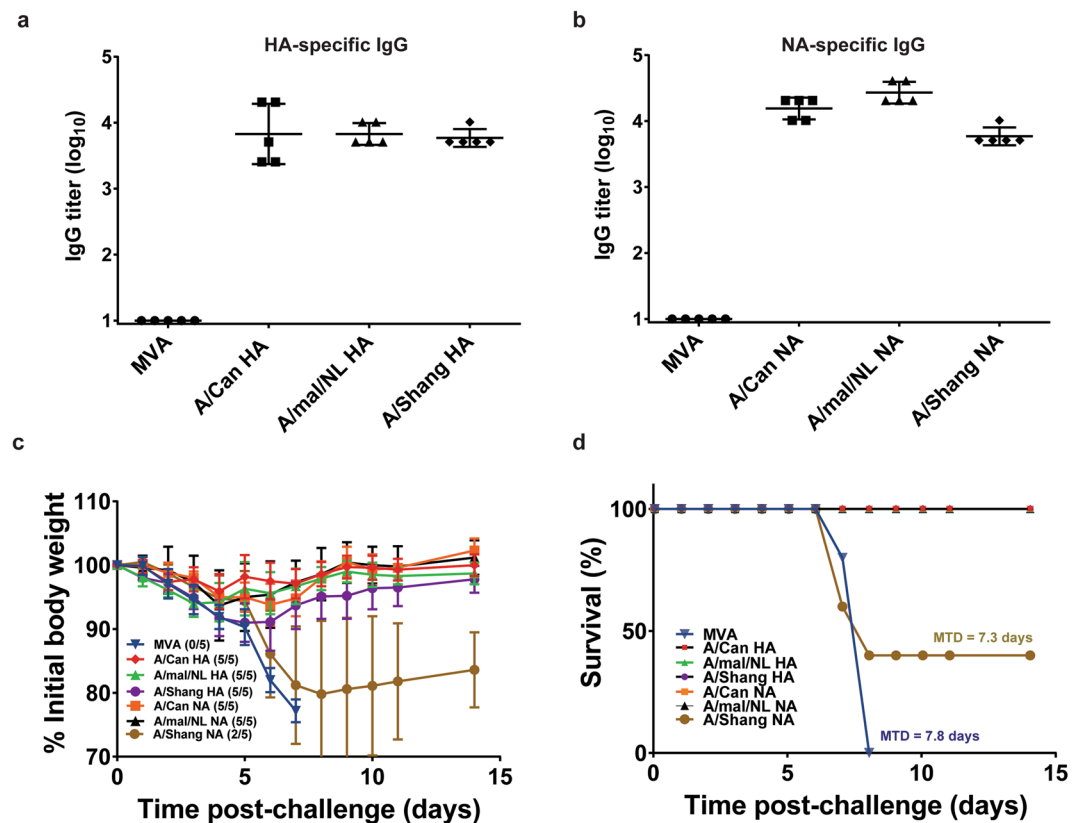 a
HA-specific IgG
IgG titer (log10)
5
4
3
2
1
MVA
A/Can HA
A/mal/NL HA
A/Shang HA
b
NA-specific IgG
IgG titer (log10)
5
4
3
2
1
MVA
A/Can NA
A/mal/NL NA
A/Shang NA
c
% Initial body weight
110
100
90
80
70
MVA (0/5)
A/Can HA (5/5)
A/mal/NL HA (5/5)
A/Shang HA (5/5)
A/Can NA (5/5)
A/mal/NL NA (5/5)
A/Shang NA (2/5)
0 5 10 15
Time post-challenge (days)
d
Survival (%)
100
50
0
MVA
A/Can HA
A/mal/NL HA
A/Shang HA
A/Can NA
A/mal/NL NA
A/Shang NA
MTD = 7.3 days
MTD = 7.8 days
0 5 10 15
Time post-challenge (days)